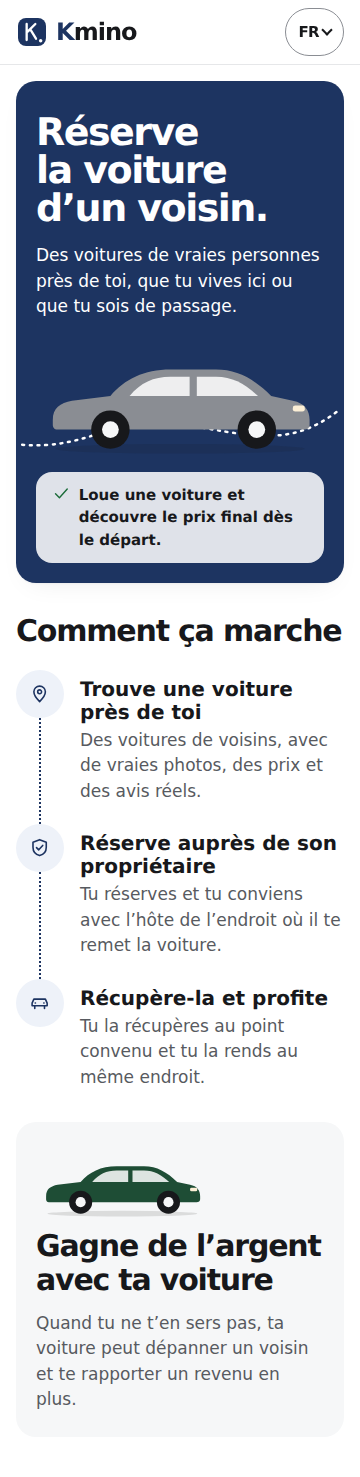 Kmino
FR
Réserve
la voiture
d’un voisin.
Des voitures de vraies personnes
près de toi, que tu vives ici ou
que tu sois de passage.
Loue une voiture et
découvre le prix final dès
le départ.
Comment ça marche
Trouve une voiture
près de toi
Des voitures de voisins, avec
de vraies photos, des prix et
des avis réels.
Réserve auprès de son
propriétaire
Tu réserves et tu conviens
avec l’hôte de l’endroit où il te
remet la voiture.
Récupère-la et profite
Tu la récupères au point
convenu et tu la rends au
même endroit.
Gagne de l’argent
avec ta voiture
Quand tu ne t’en sers pas, ta
voiture peut dépanner un voisin
et te rapporter un revenu en
plus.